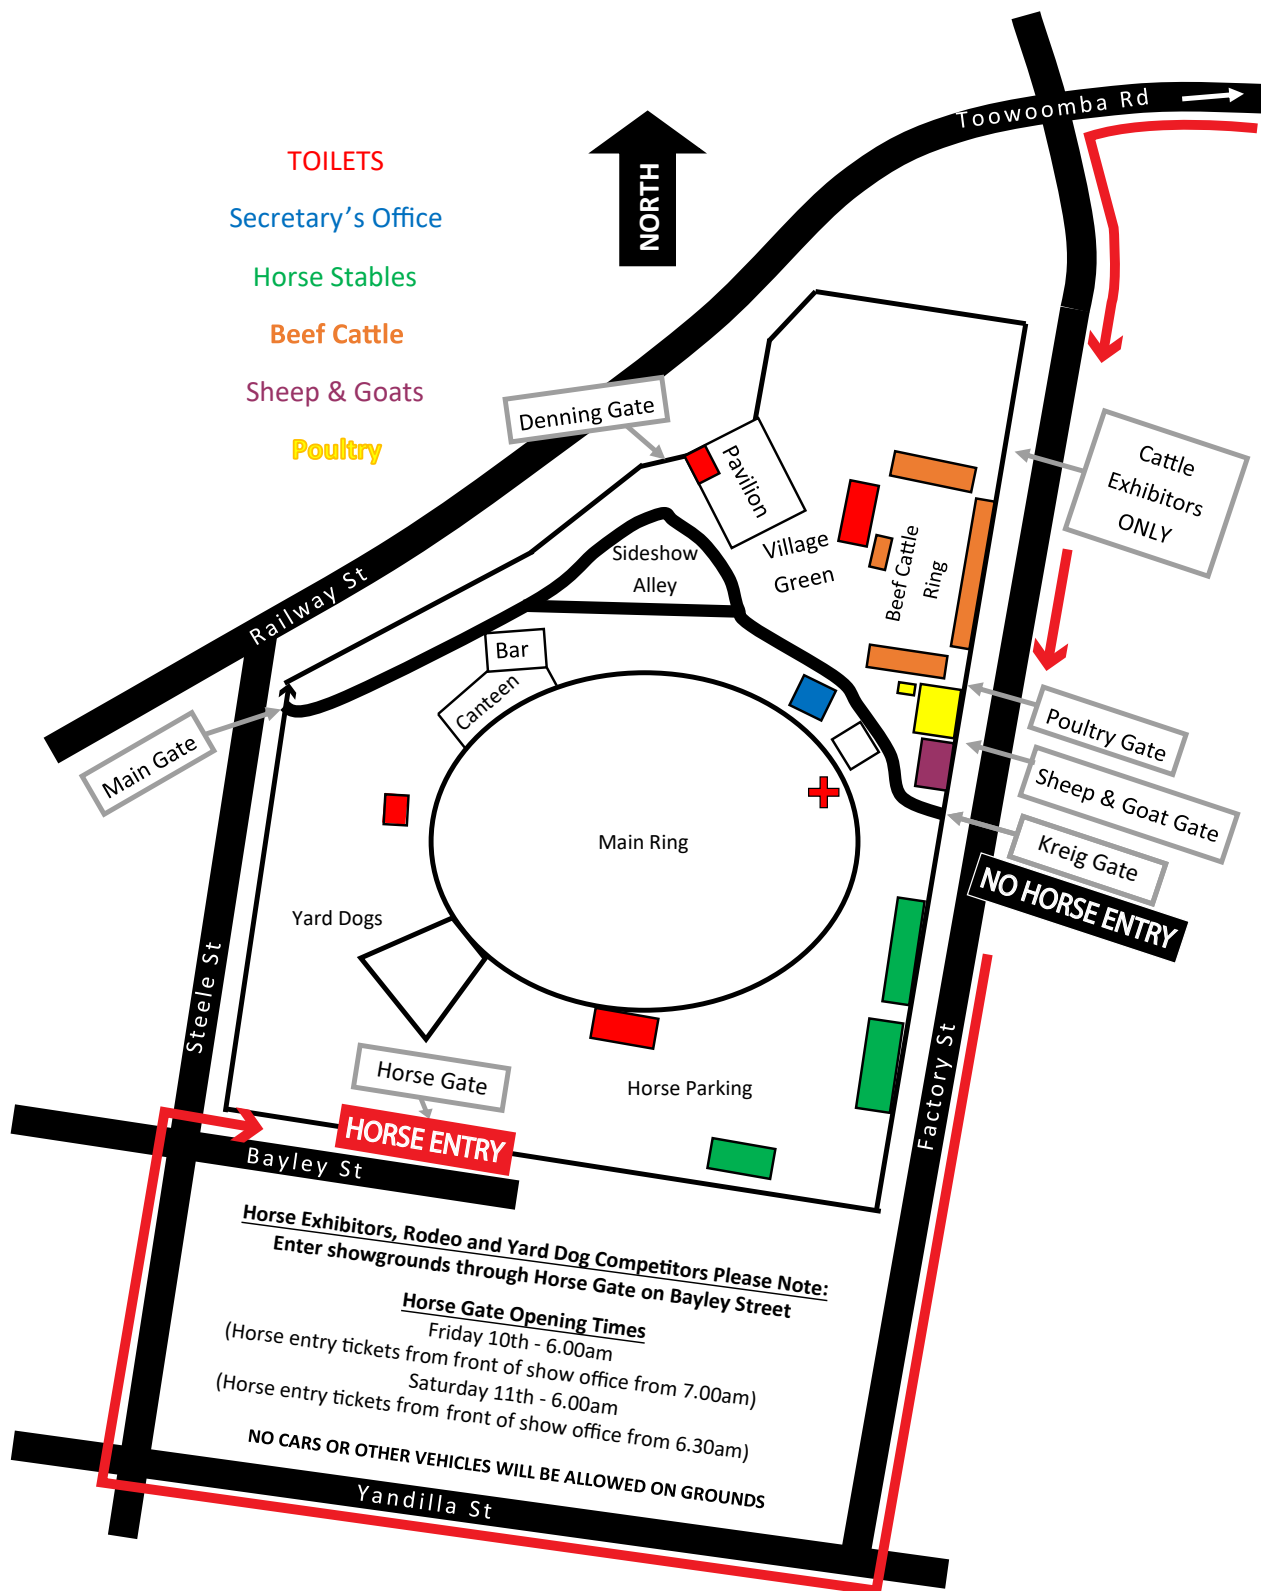 Toowoomba Rd
NORTH
TOILETS
Secretary's Office
Horse Stables
Beef Cattle
Sheep & Goats
Poultry
Denning Gate
Pavilion
Cattle
Exhibitors
ONLY
Village
Green
Beef Cattle
Ring
Sideshow
Alley
Railway St
Bar
Canteen
Main Gate
Poultry Gate
Sheep & Goat Gate
Kreig Gate
NO HORSE ENTRY
Main Ring
Yard Dogs
Steele St
Factory St
Horse Gate
Horse Parking
HORSE ENTRY
Bayley St
Horse Exhibitors, Rodeo and Yard Dog Competitors Please Note:
Enter showgrounds through Horse Gate on Bayley Street
Horse Gate Opening Times
Friday 10th - 6.00am
(Horse entry tickets from front of show office from 7.00am)
Saturday 11th - 6.00am
(Horse entry tickets from front of show office from 6.30am)
NO CARS OR OTHER VEHICLES WILL BE ALLOWED ON GROUNDS
Yandilla St